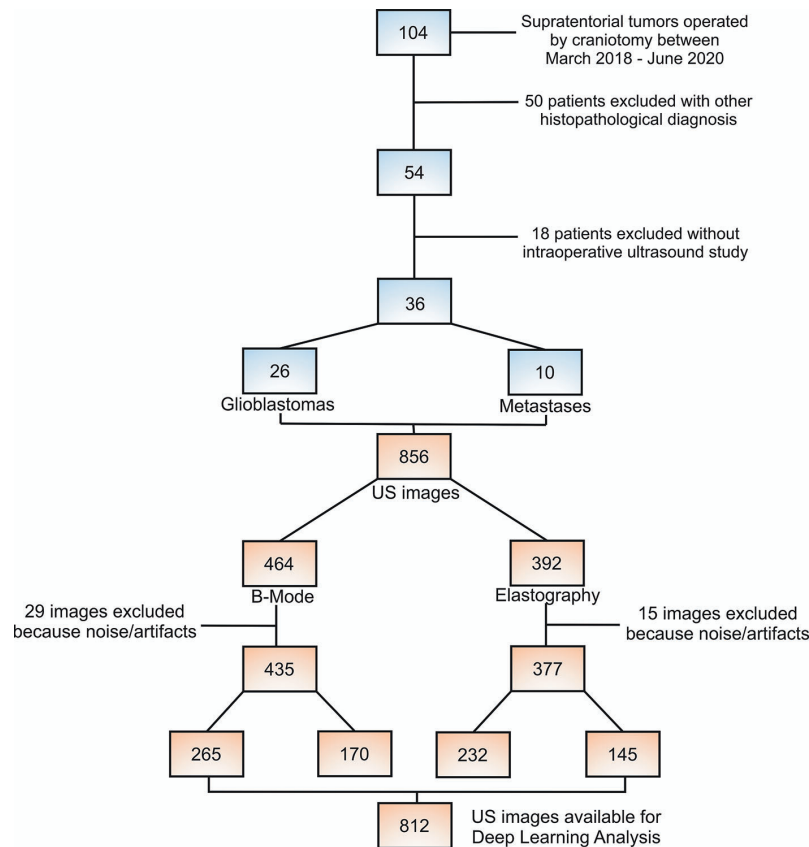 104
Supratentorial tumors operated
by craniotomy between
March 2018 - June 2020
50 patients excluded with other
histopathological diagnosis
54
18 patients excluded without
intraoperative ultrasound study
36
26
10
Glioblastomas
Metastases
856
US images
464
392
B-Mode
Elastography
29 images excluded
because noise/artifacts
15 images excluded
because noise/artifacts
435
377
265
170
232
145
812
US images available for
Deep Learning Analysis